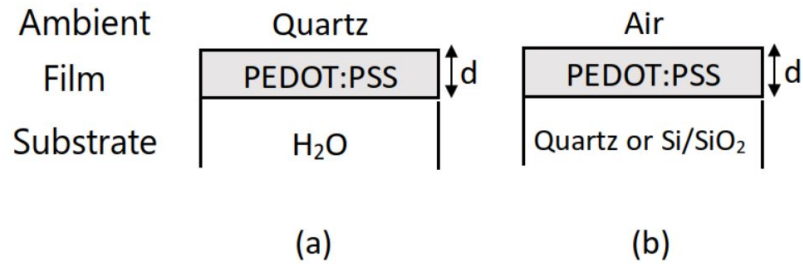 Ambient Quartz Air
Film PEDOT:PSS d PEDOT:PSS d
Substrate H₂O Quartz or Si/SiO₂
(a) (b)